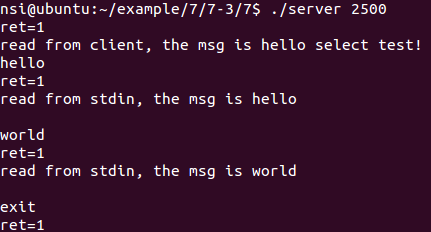 nsi@ubuntu:~/example/7/7-3/7$ ./server 2500
ret=1
read from client, the msg is hello select test!
hello
ret=1
read from stdin, the msg is hello

world
ret=1
read from stdin, the msg is world

exit
ret=1